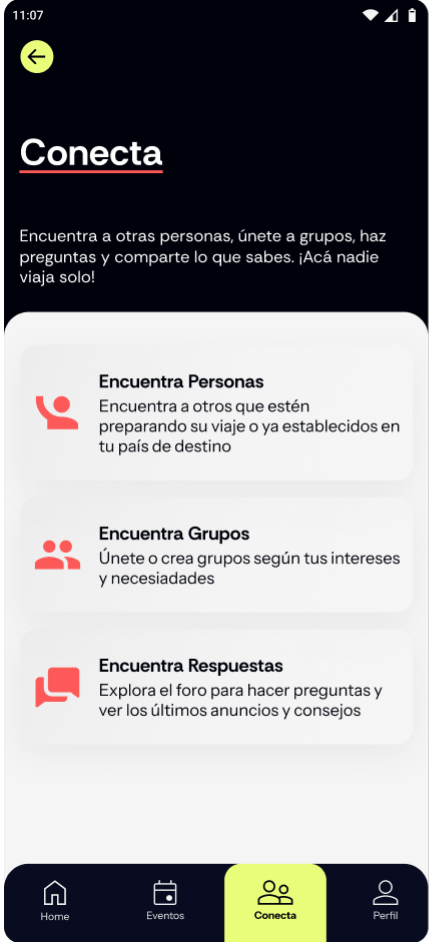 11:07
Conecta
Encuentra a otras personas, únete a grupos, haz
preguntas y comparte lo que sabes. ¡Acá nadie
viaja solo!
Encuentra Personas
Encuentra a otros que estén
preparando su viaje o ya establecidos en
tu país de destino
Encuentra Grupos
Únete o crea grupos según tus intereses
y necesiadades
Encuentra Respuestas
Explora el foro para hacer preguntas y
ver los últimos anuncios y consejos
Home
Eventos
Conecta
Perfil